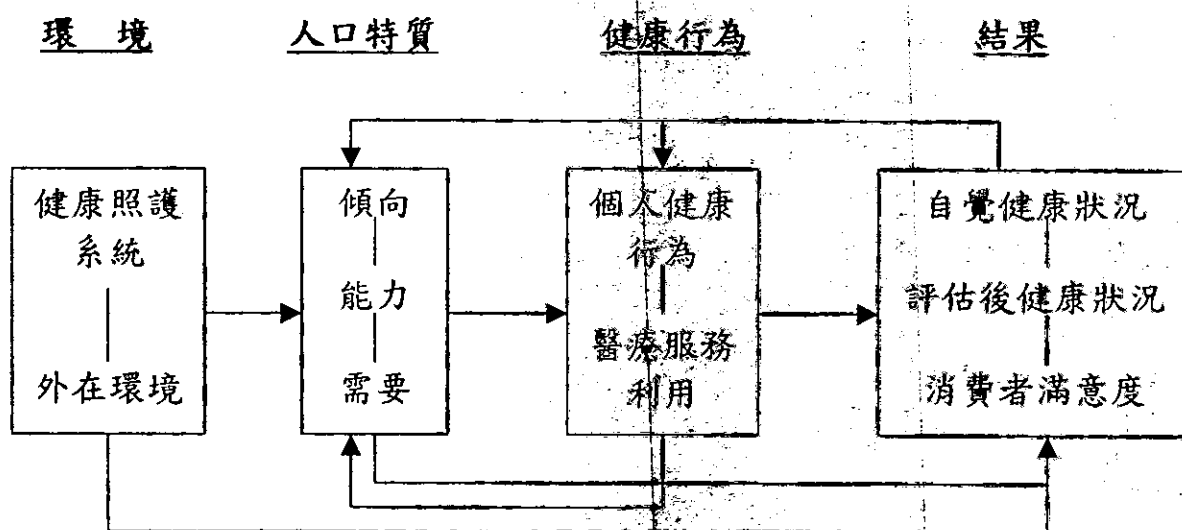 環 境 人口特質 健康行為 結果
健康照護
系統
外在環境
傾向
能力
需要
個人健康
行為
醫療服務
利用
自覺健康狀況
評估後健康狀況
消費者滿意度